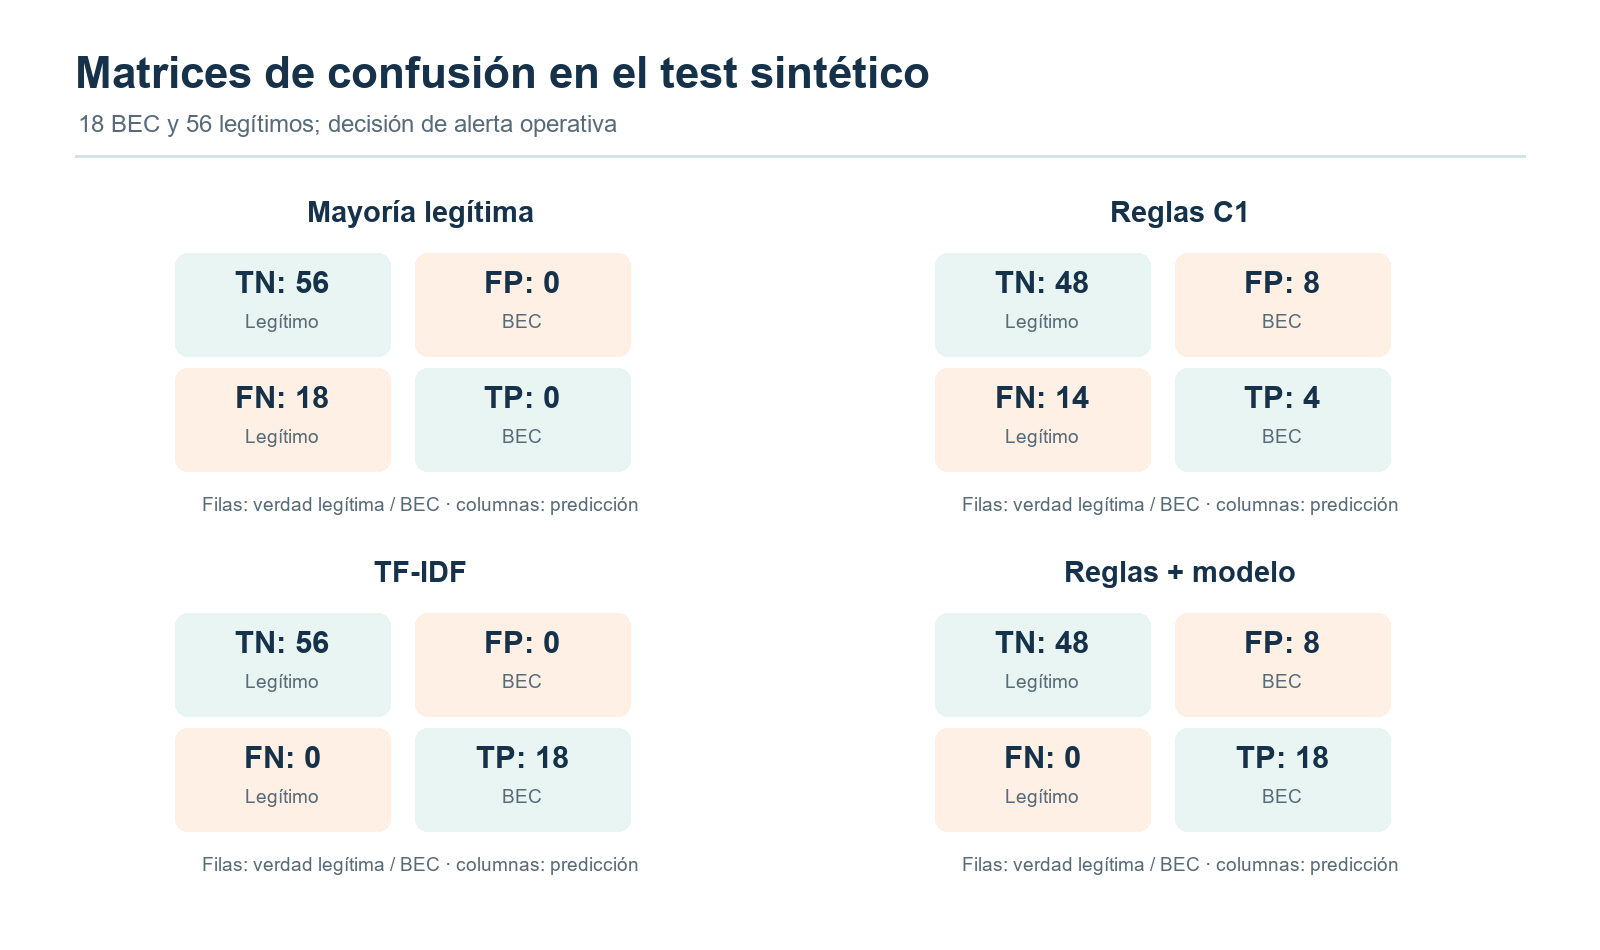 Matrices de confusión en el test sintético
18 BEC y 56 legítimos; decisión de alerta operativa
Mayoría legítima
TN: 56
Legítimo
FP: 0
BEC
FN: 18
Legítimo
TP: 0
BEC
Filas: verdad legítima / BEC · columnas: predicción
Reglas C1
TN: 48
Legítimo
FP: 8
BEC
FN: 14
Legítimo
TP: 4
BEC
Filas: verdad legítima / BEC · columnas: predicción
TF-IDF
TN: 56
Legítimo
FP: 0
BEC
FN: 0
Legítimo
TP: 18
BEC
Filas: verdad legítima / BEC · columnas: predicción
Reglas + modelo
TN: 48
Legítimo
FP: 8
BEC
FN: 0
Legítimo
TP: 18
BEC
Filas: verdad legítima / BEC · columnas: predicción